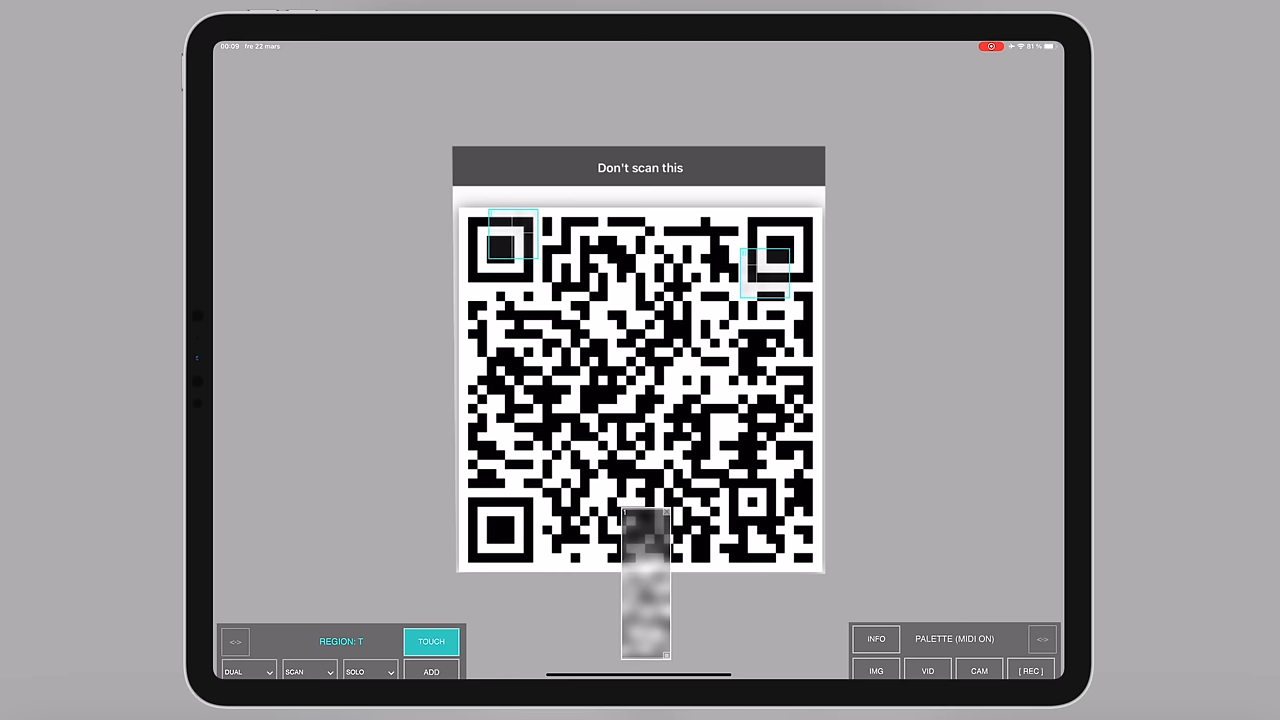 00:09 fre 22 mars
81 %
Don't scan this
<-> REGION: T TOUCH
DUAL SCAN SOLO ADD
INFO PALETTE (MIDI ON) <->
IMG VID CAM [ REC ]